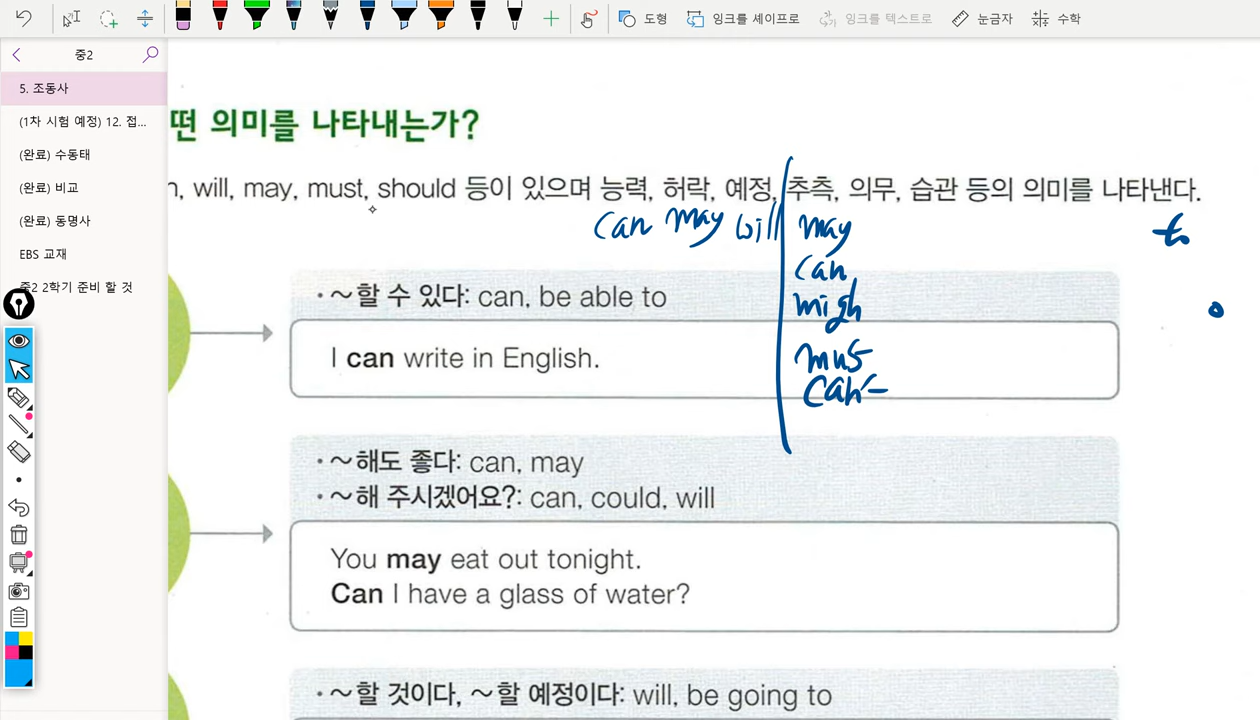 도형
잉크를 셰이프로
잉크를 텍스트로
눈금자
수학
중2
5. 조동사
(1차 시험 예정) 12. 접...
(완료) 수동태
(완료) 비교
(완료) 동명사
EBS 교재
중2 2학기 준비 할 것
떤 의미를 나타내는가?
n, will, may, must, should 등이 있으며 능력, 허락, 예정, 추측, 의무, 습관 등의 의미를 나타낸다.
can may will may
can
migh
mus
can't
to
• ~할 수 있다: can, be able to
I can write in English.
• ~해도 좋다: can, may
• ~해 주시겠어요?: can, could, will
You may eat out tonight.
Can I have a glass of water?
• ~할 것이다, ~할 예정이다: will, be going to